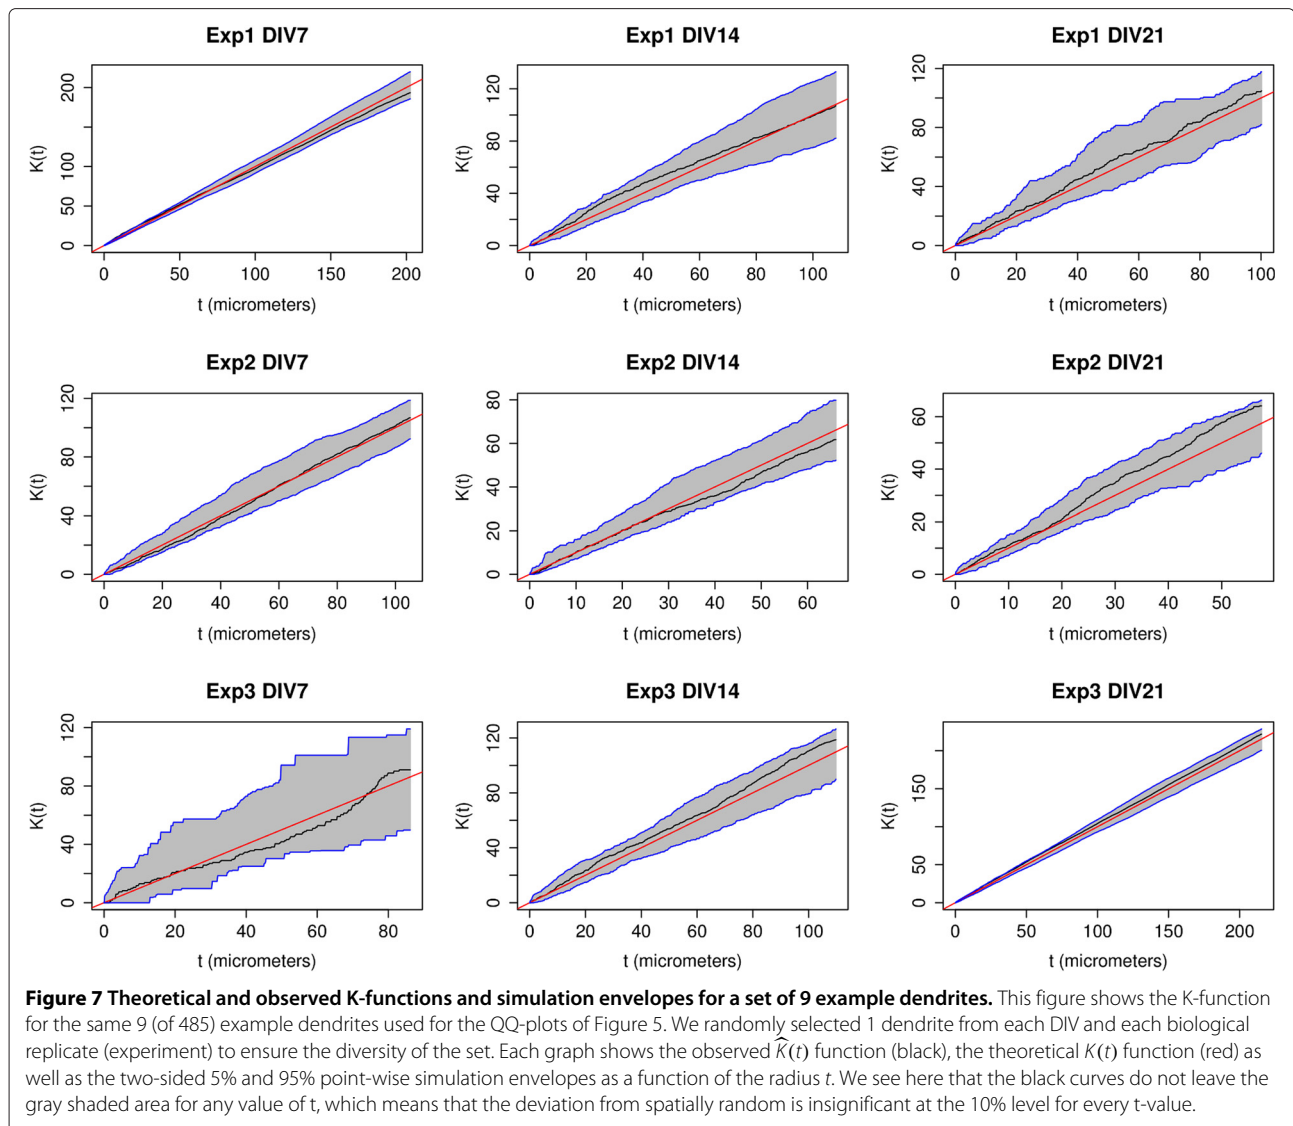 Exp1 DIV7
K(t)
0 50 100 200
0 50 100 150 200
t (micrometers)
Exp1 DIV14
K(t)
0 40 80 120
0 20 40 60 80 100
t (micrometers)
Exp1 DIV21
K(t)
0 40 80 120
0 20 40 60 80 100
t (micrometers)
Exp2 DIV7
K(t)
0 40 80 120
0 20 40 60 80 100
t (micrometers)
Exp2 DIV14
K(t)
0 20 40 60 80
0 10 20 30 40 50 60
t (micrometers)
Exp2 DIV21
K(t)
0 20 40 60
0 10 20 30 40 50
t (micrometers)
Exp3 DIV7
K(t)
0 40 80 120
0 20 40 60 80
t (micrometers)
Exp3 DIV14
K(t)
0 40 80 120
0 20 40 60 80 100
t (micrometers)
Exp3 DIV21
K(t)
0 50 150
0 50 100 150 200
t (micrometers)
Figure 7 Theoretical and observed K-functions and simulation envelopes for a set of 9 example dendrites. This figure shows the K-function
for the same 9 (of 485) example dendrites used for the QQ-plots of Figure 5. We randomly selected 1 dendrite from each DIV and each biological
replicate (experiment) to ensure the diversity of the set. Each graph shows the observed K̂(t) function (black), the theoretical K(t) function (red) as
well as the two-sided 5% and 95% point-wise simulation envelopes as a function of the radius t. We see here that the black curves do not leave the
gray shaded area for any value of t, which means that the deviation from spatially random is insignificant at the 10% level for every t-value.